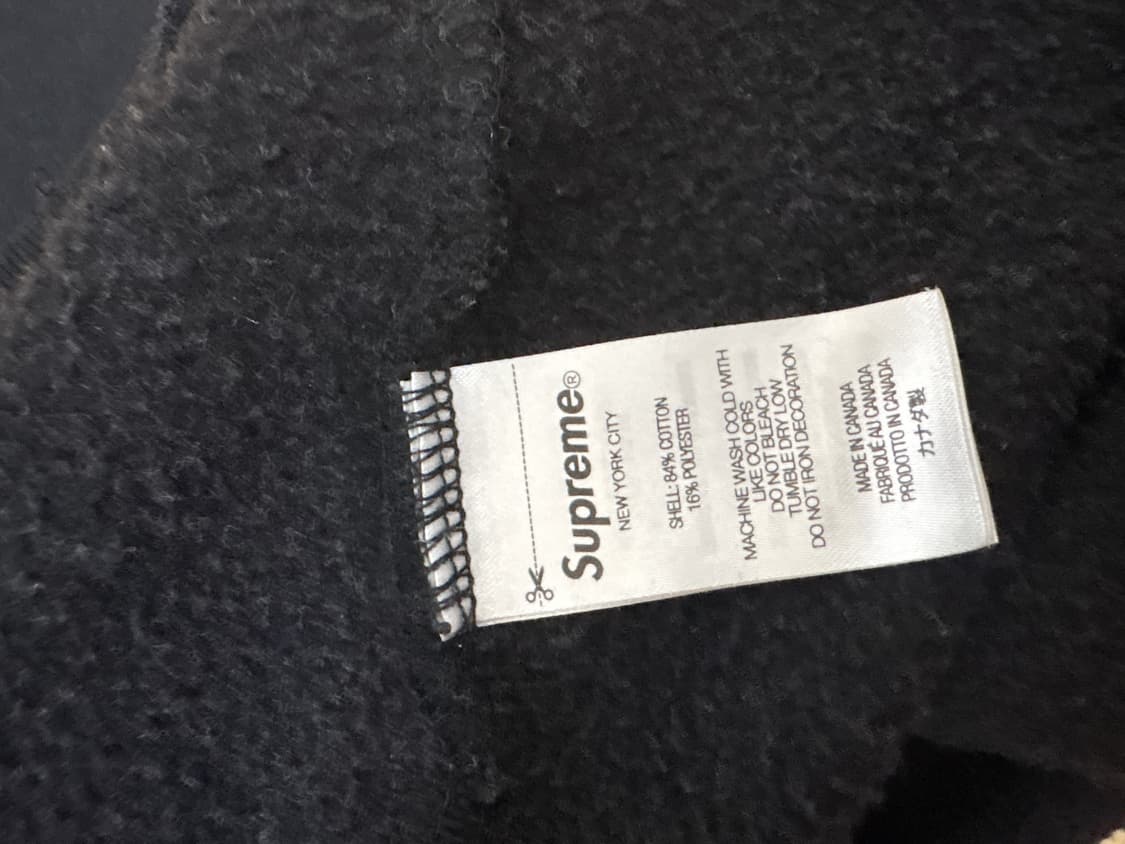 Supreme®
NEW YORK CITY
SHELL: 84% COTTON
16% POLYESTER
MACHINE WASH COLD WITH
LIKE COLORS
DO NOT BLEACH
TUMBLE DRY LOW
DO NOT IRON DECORATION
MADE IN CANADA
FABRIQUÉ AU CANADA
PRODOTTO IN CANADA
カナダ製